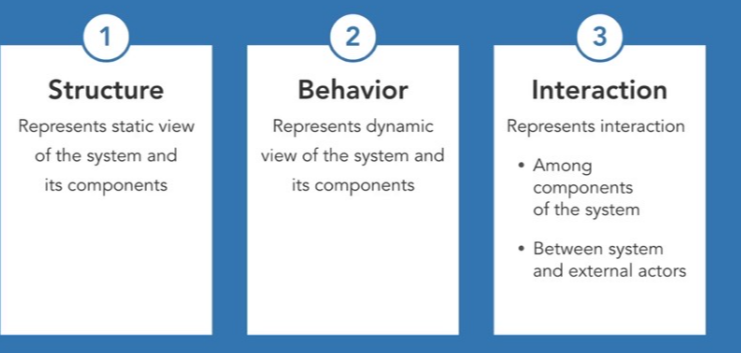 1
Structure
Represents static view
of the system and
its components
2
Behavior
Represents dynamic
view of the system and
its components
3
Interaction
Represents interaction
• Among
components
of the system
• Between system
and external actors